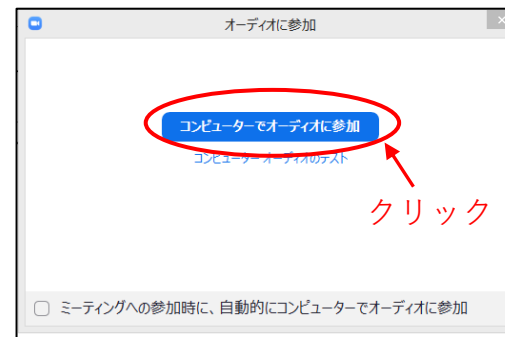 オーディオに参加
コンピューターでオーディオに参加
コンピューター オーディオのテスト
クリック
ミーティングへの参加時に、自動的にコンピューターでオーディオに参加